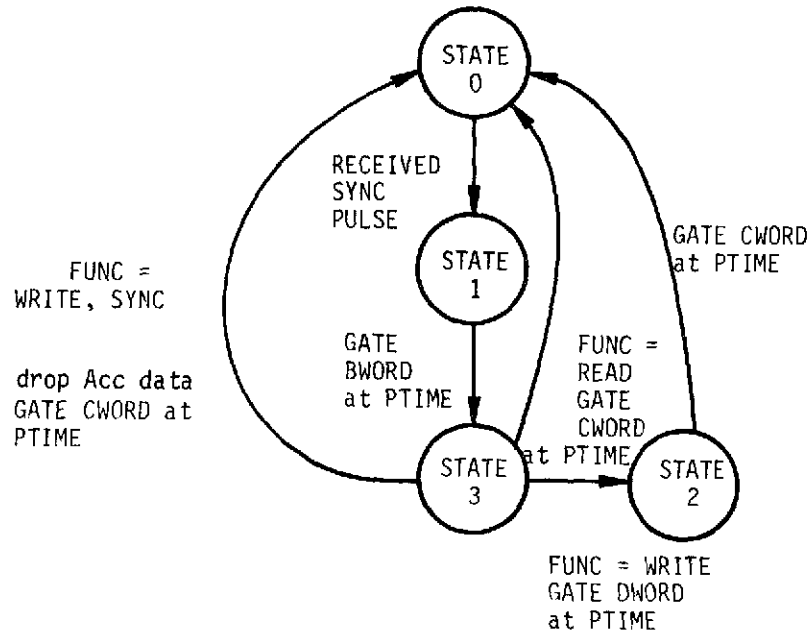 STATE
0
RECEIVED
SYNC
PULSE
STATE
1
GATE CWORD
at PTIME
FUNC =
WRITE, SYNC
drop Acc data
GATE CWORD at
PTIME
GATE
BWORD
at PTIME
FUNC =
READ
GATE
CWORD
at PTIME
STATE
3
STATE
2
FUNC = WRITE
GATE DWORD
at PTIME